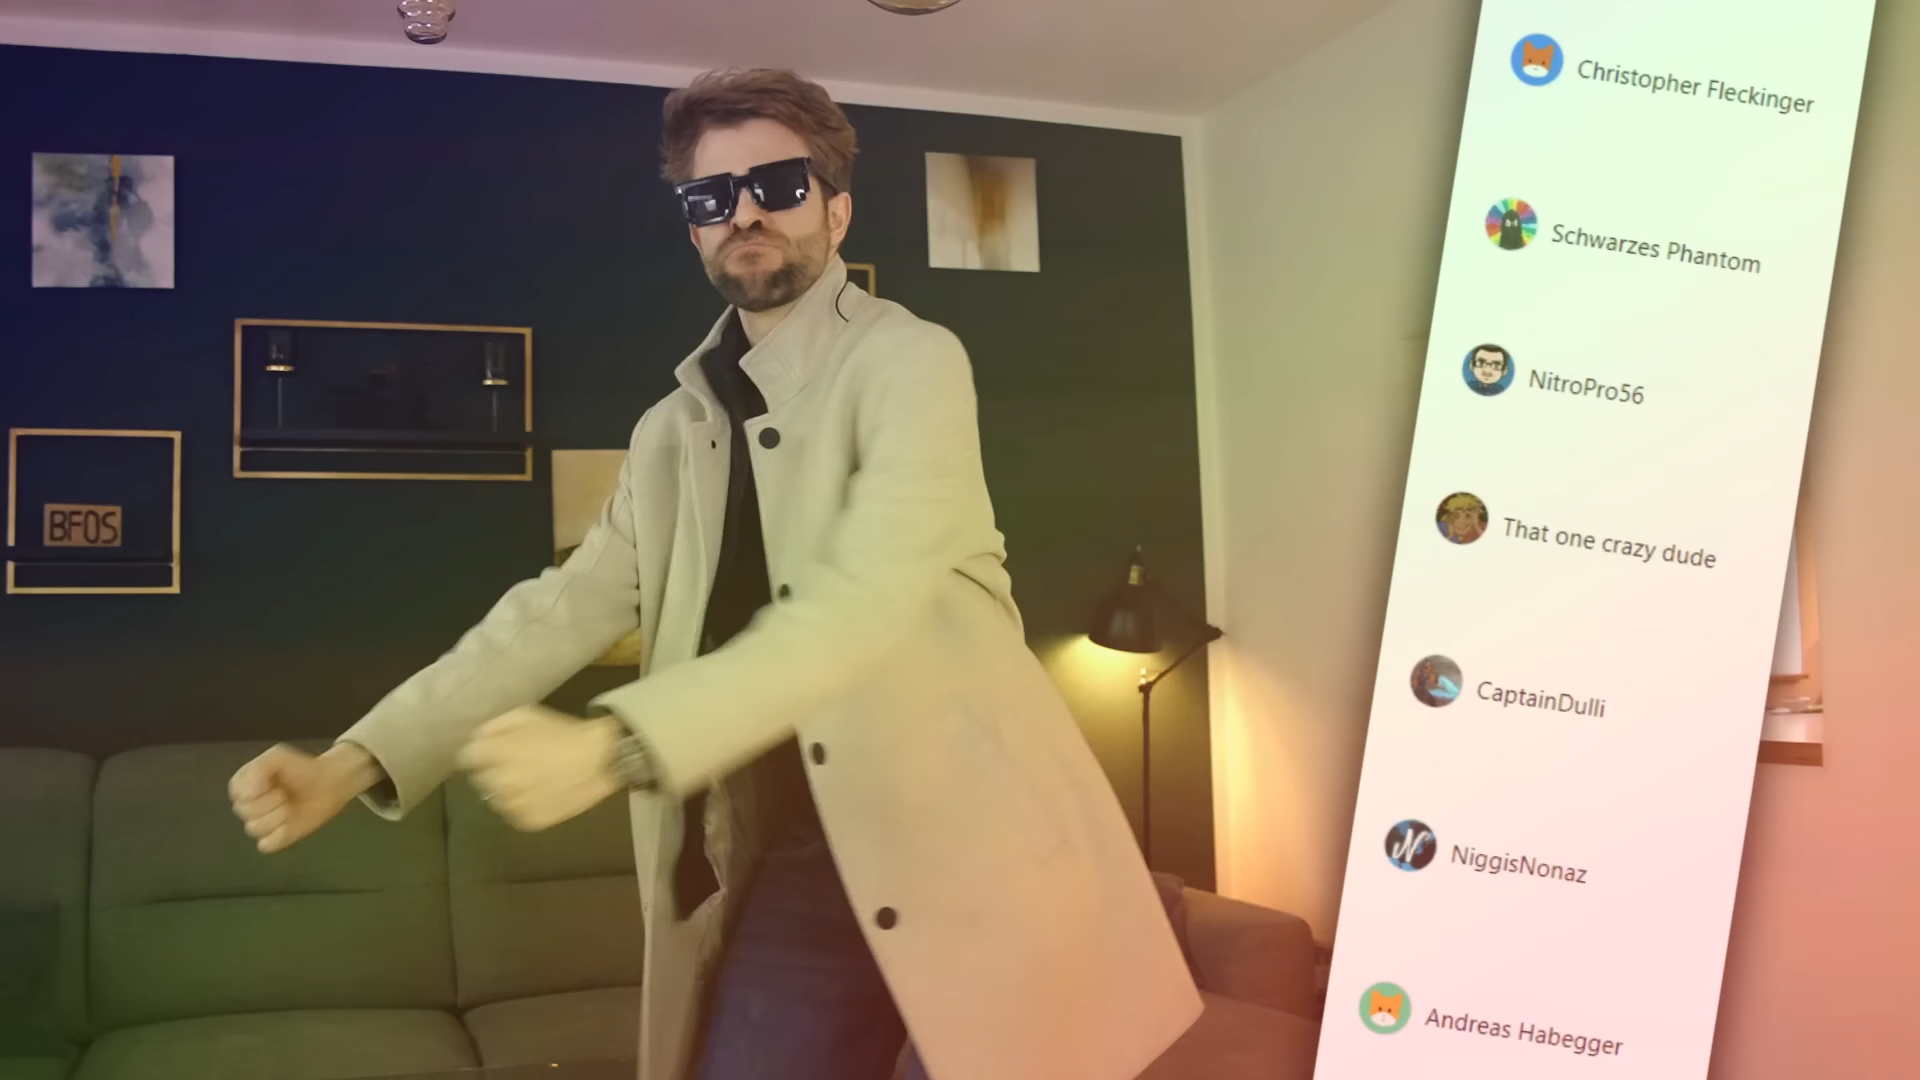 Christopher Fleckinger
Schwarzes Phantom
NitroPro56
That one crazy dude
BFOS
CaptainDulli
NiggisNonaz
N
Andreas Habegger